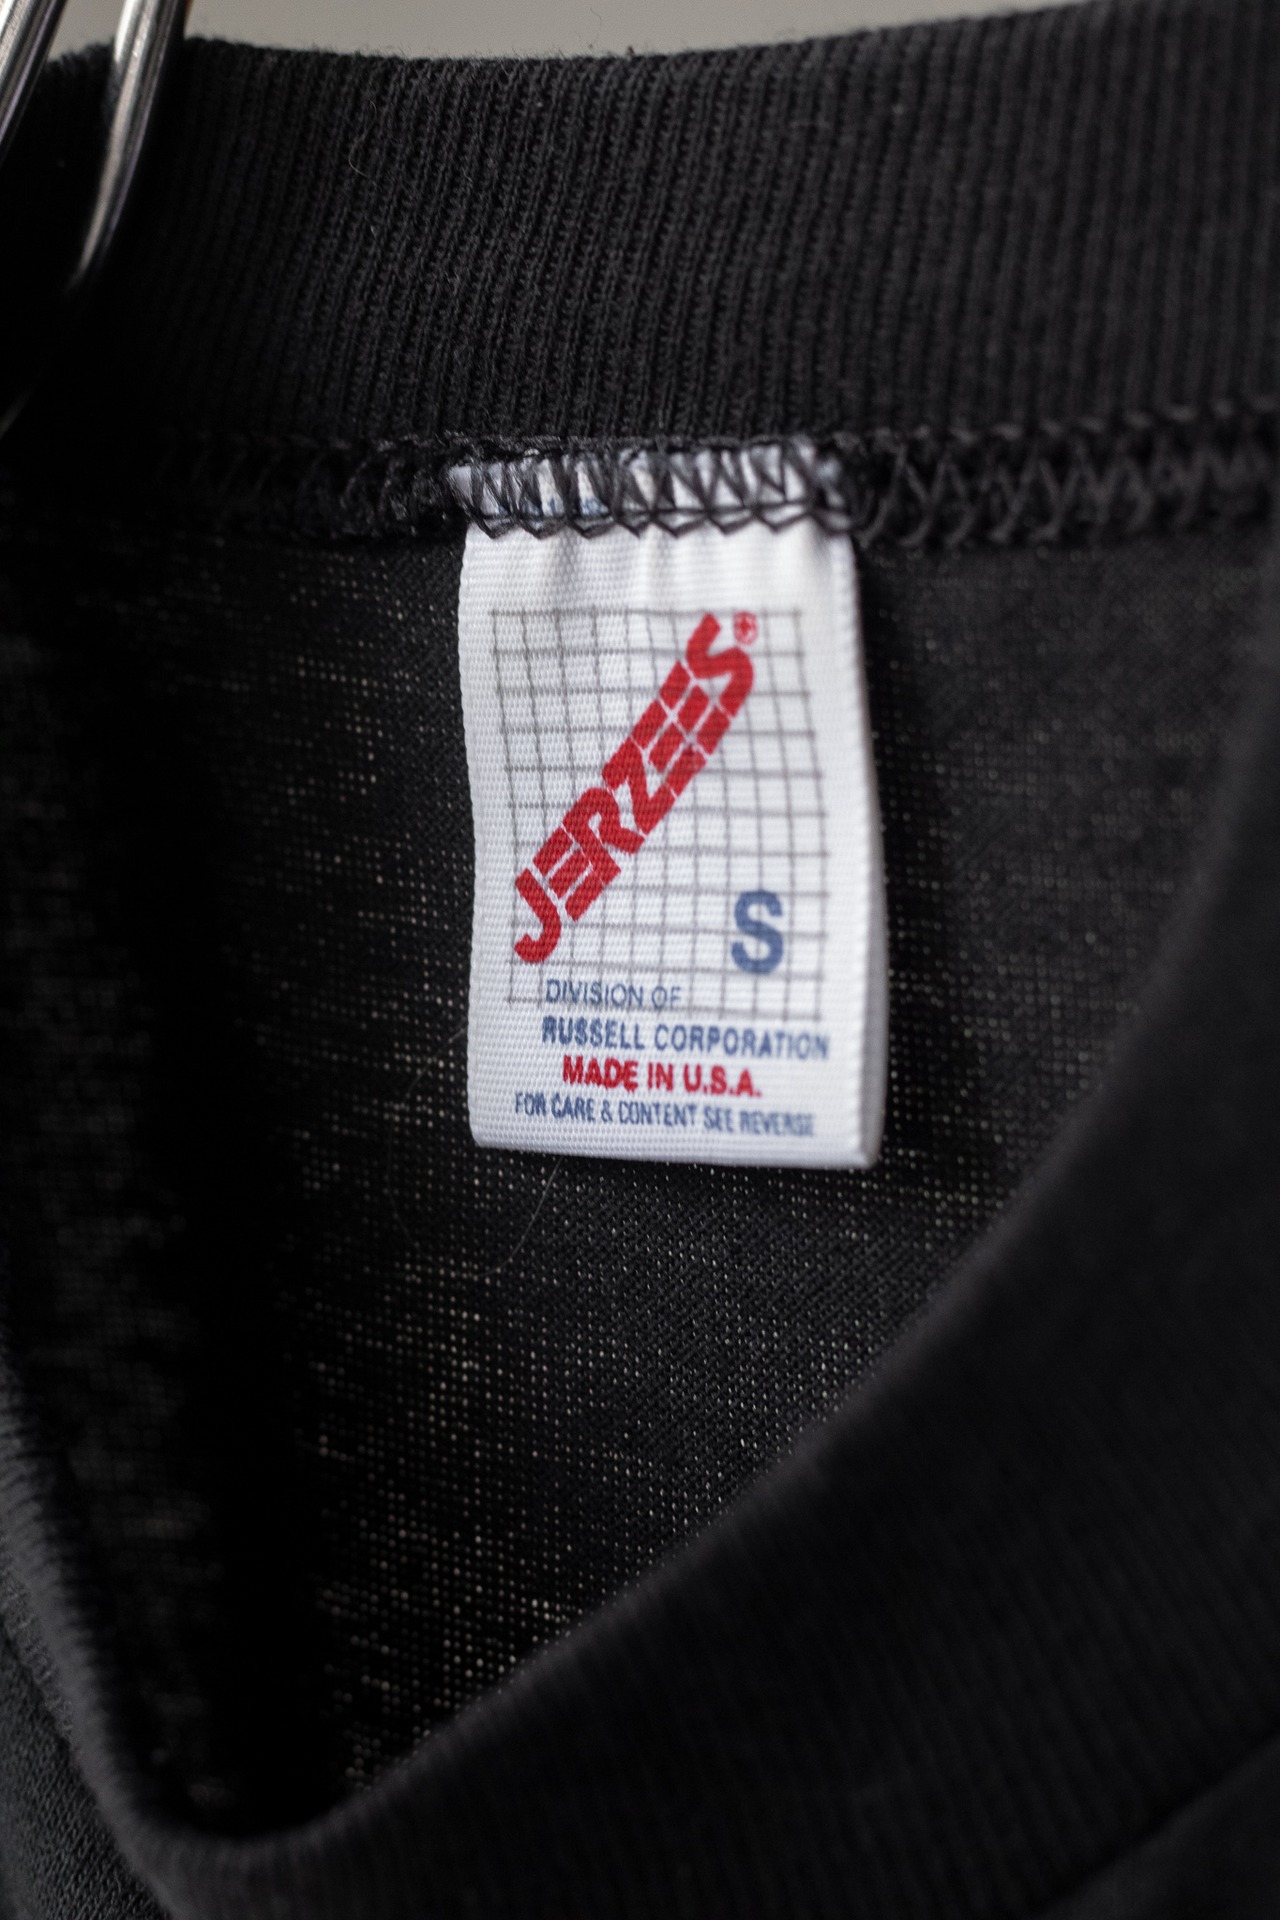 JERZEES®
S
DIVISION OF
RUSSELL CORPORATION
MADE IN U.S.A.
FOR CARE & CONTENT SEE REVERSE